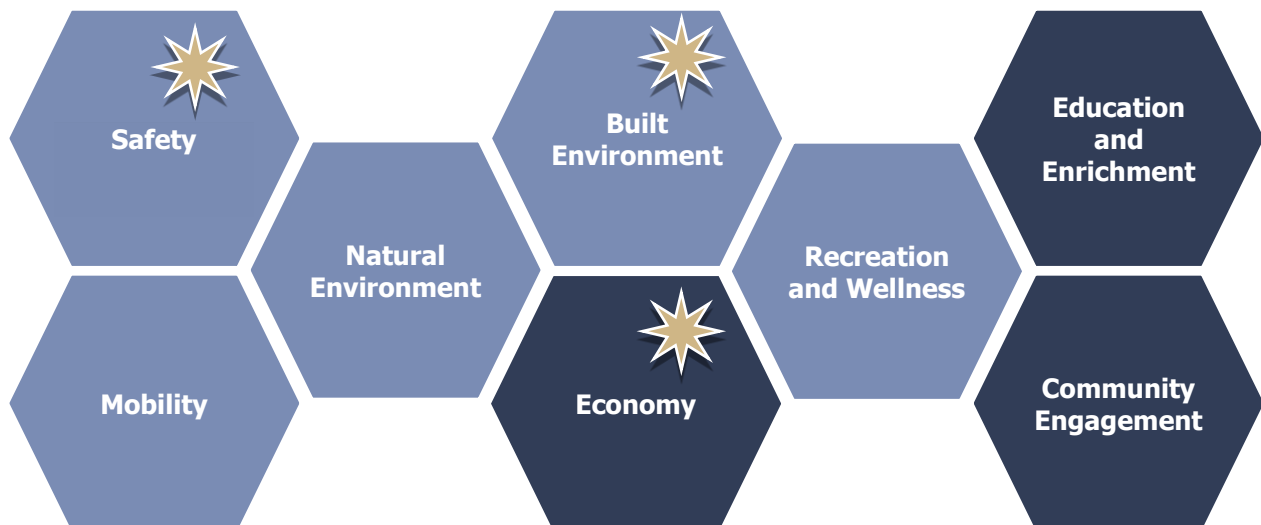 Safety
Built
Environment
Education
and
Enrichment
Natural
Environment
Recreation
and Wellness
Mobility
Economy
Community
Engagement